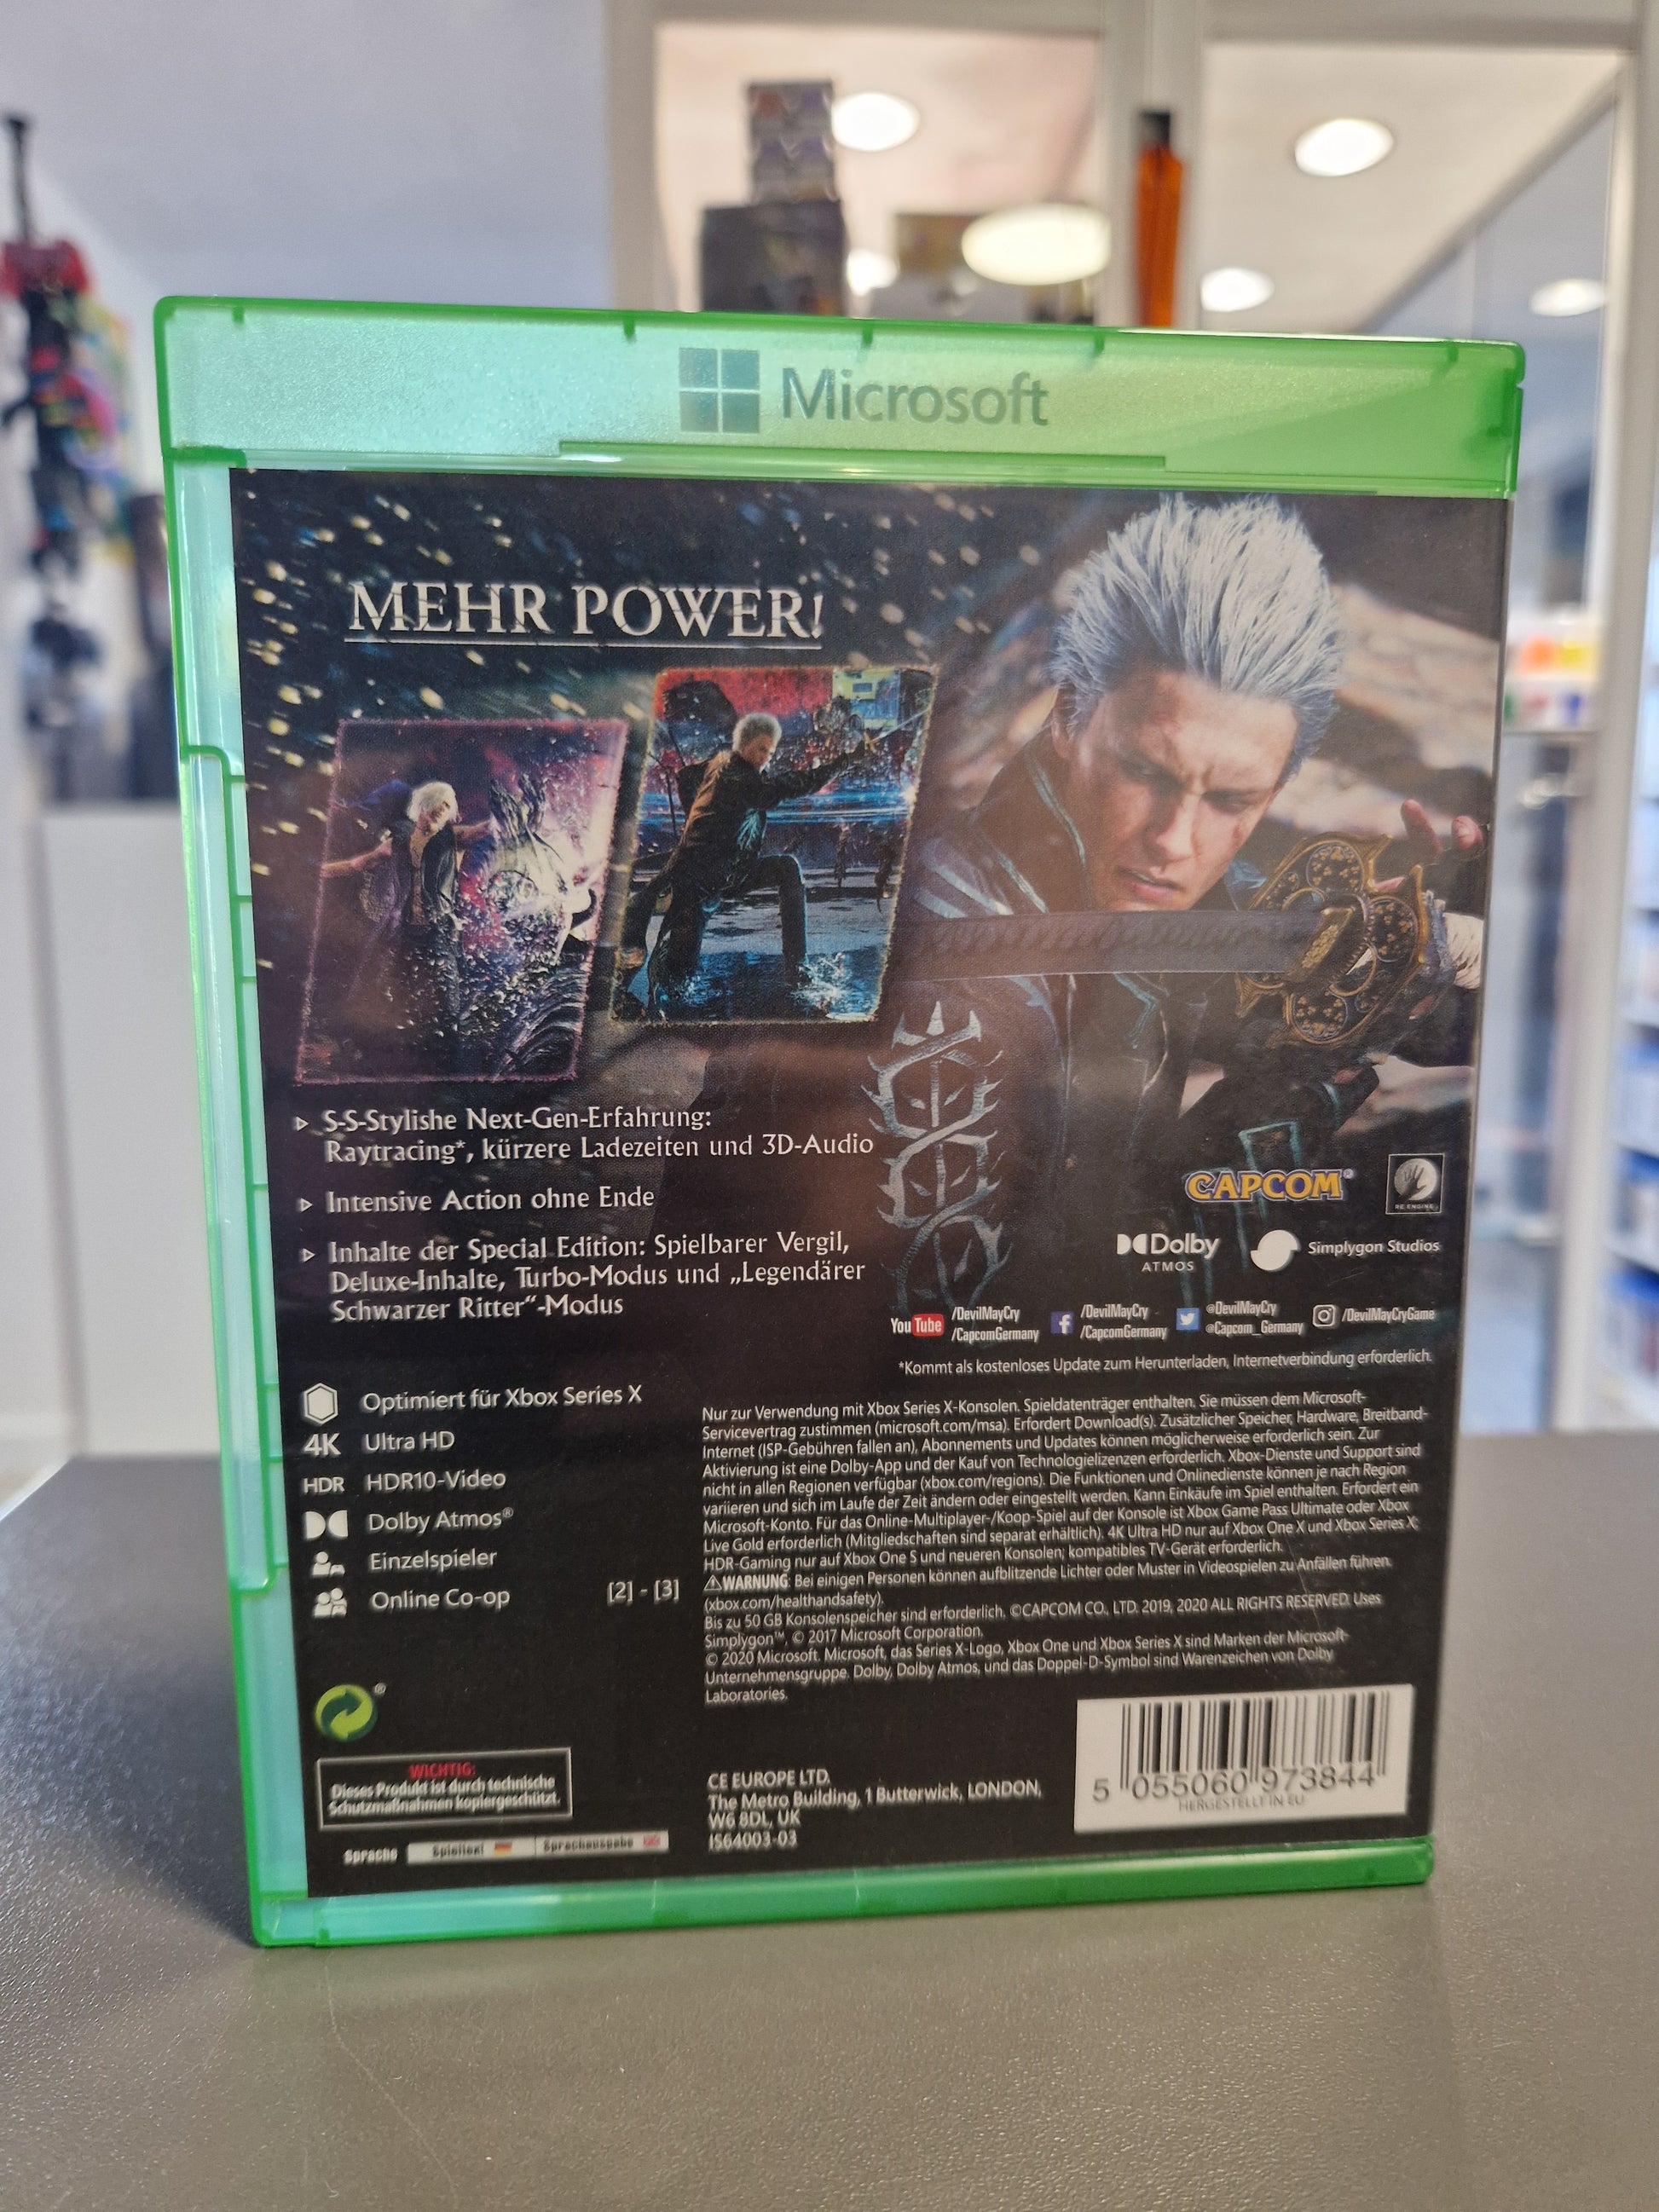 Microsoft
MEHR POWER!
▹ S-S-Stylishe Next-Gen-Erfahrung:
Raytracing*, kürzere Ladezeiten und 3D-Audio
▹ Intensive Action ohne Ende
▹ Inhalte der Special Edition: Spielbarer Vergil,
Deluxe-Inhalte, Turbo-Modus und „Legendärer
Schwarzer Ritter“-Modus
CAPCOM®
RE ENGINE
Dolby
ATMOS
Simplygon Studios
YouTube /DevilMayCry
/CapcomGermany
/DevilMayCry
/CapcomGermany
@DevilMayCry
@Capcom_Germany
/DevilMayCryGame
*Kommt als kostenloses Update zum Herunterladen, Internetverbindung erforderlich.
Optimiert für Xbox Series X
4K Ultra HD
HDR HDR10-Video
Dolby Atmos®
Einzelspieler
Online Co-op [2] - [3]
Nur zur Verwendung mit Xbox Series X-Konsolen. Spieldatenträger enthalten. Sie müssen dem Microsoft-
Servicevertrag zustimmen (microsoft.com/msa). Erfordert Download(s). Zusätzlicher Speicher, Hardware, Breitband-
Internet (ISP-Gebühren fallen an), Abonnements und Updates können möglicherweise erforderlich sein. Zur
Aktivierung ist eine Dolby-App und der Kauf von Technologielizenzen erforderlich. Xbox-Dienste und Support sind
nicht in allen Regionen verfügbar (xbox.com/regions). Die Funktionen und Onlinedienste können je nach Region
variieren und sich im Laufe der Zeit ändern oder eingestellt werden. Kann Einkäufe im Spiel enthalten. Erfordert ein
Microsoft-Konto. Für das Online-Multiplayer-/Koop-Spiel auf der Konsole ist Xbox Game Pass Ultimate oder Xbox
Live Gold erforderlich (Mitgliedschaften sind separat erhältlich). 4K Ultra HD nur auf Xbox One X und Xbox Series X;
HDR-Gaming nur auf Xbox One S und neueren Konsolen; kompatibles TV-Gerät erforderlich.
⚠WARNUNG: Bei einigen Personen können aufblitzende Lichter oder Muster in Videospielen zu Anfällen führen.
(xbox.com/healthandsafety).
Bis zu 50 GB Konsolenspeicher sind erforderlich. ©CAPCOM CO., LTD. 2019, 2020 ALL RIGHTS RESERVED. Uses
Simplygon™, © 2017 Microsoft Corporation.
© 2020 Microsoft. Microsoft, das Series X-Logo, Xbox One und Xbox Series X sind Marken der Microsoft-
Unternehmensgruppe. Dolby, Dolby Atmos, und das Doppel-D-Symbol sind Warenzeichen von Dolby
Laboratories.
®
WICHTIG:
Dieses Produkt ist durch technische
Schutzmaßnahmen kopiergeschützt.
Sprache Spieltext Sprachausgabe
CE EUROPE LTD.
The Metro Building, 1 Butterwick, LONDON,
W6 8DL, UK
IS64003-03
5 055060 973844
HERGESTELLT IN EU